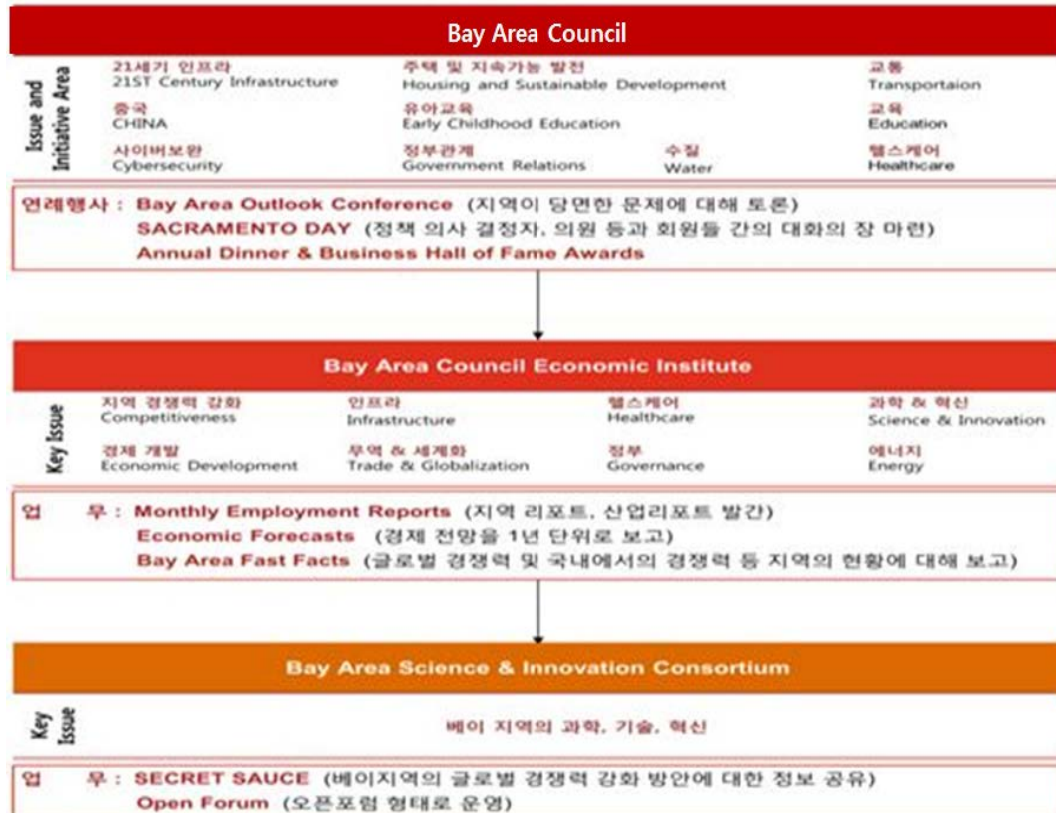 Bay Area Council
Issue and Initiative Area
21세기 인프라 주택 및 지속가능 발전 교통
21ST Century Infrastructure Housing and Sustainable Development Transportaion
중국 유아교육 교육
CHINA Early Childhood Education Education
사이버보완 정부관계 수질 헬스케어
Cybersecurity Government Relations Water Healthcare
연례행사 : Bay Area Outlook Conference (지역이 당면한 문제에 대해 토론)
SACRAMENTO DAY (정책 의사 결정자, 의원 등과 회원들 간의 대화의 장 마련)
Annual Dinner & Business Hall of Fame Awards
Bay Area Council Economic Institute
Key Issue
지역 경쟁력 강화 인프라 헬스케어 과학 & 혁신
Competitiveness Infrastructure Healthcare Science & Innovation
경제 개발 무역 & 세계화 정부 에너지
Economic Development Trade & Globalization Governance Energy
업 무 : Monthly Employment Reports (지역 리포트, 산업리포트 발간)
Economic Forecasts (경제 전망을 1년 단위로 보고)
Bay Area Fast Facts (글로벌 경쟁력 및 국내에서의 경쟁력 등 지역의 현황에 대해 보고)
Bay Area Science & Innovation Consortium
Key Issue
베이 지역의 과학, 기술, 혁신
업 무 : SECRET SAUCE (베이지역의 글로벌 경쟁력 강화 방안에 대한 정보 공유)
Open Forum (오픈포럼 형태로 운영)